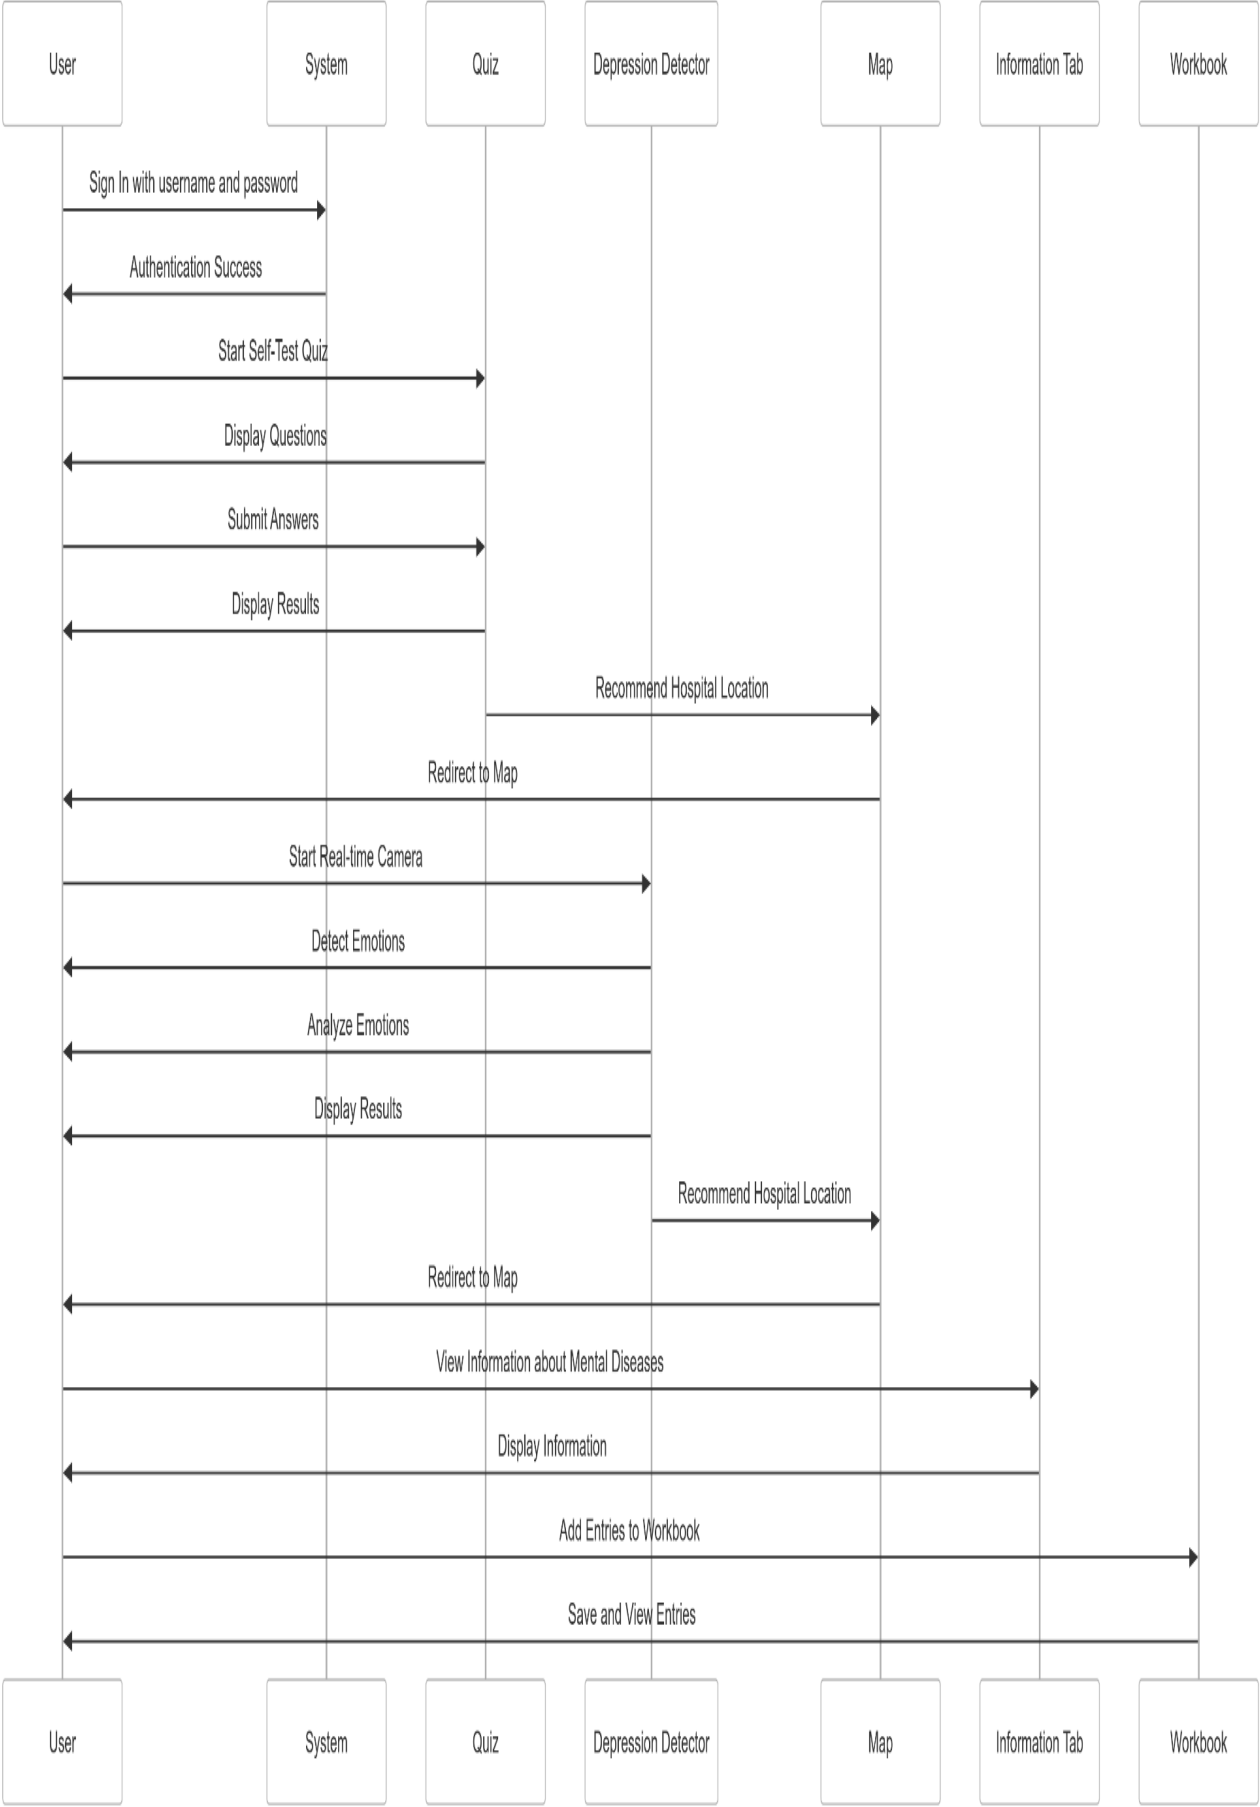 User
System
Quiz
Depression Detector
Map
Information Tab
Workbook
Sign In with username and password
Authentication Success
Start Self-Test Quiz
Display Questions
Submit Answers
Display Results
Recommend Hospital Location
Redirect to Map
Start Real-time Camera
Detect Emotions
Analyze Emotions
Display Results
Recommend Hospital Location
Redirect to Map
View Information about Mental Diseases
Display Information
Add Entries to Workbook
Save and View Entries
User
System
Quiz
Depression Detector
Map
Information Tab
Workbook